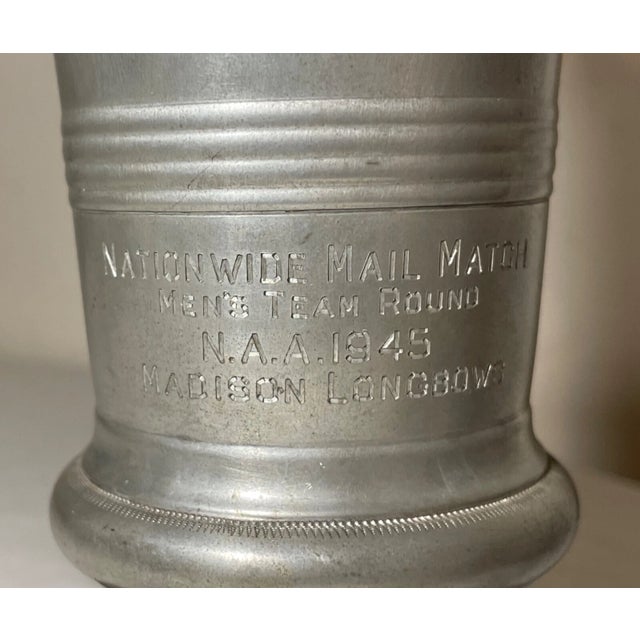 NATIONWIDE MAIL MATCH
MEN'S TEAM ROUND
N.A.A. 1945
MADISON LONGBOWS